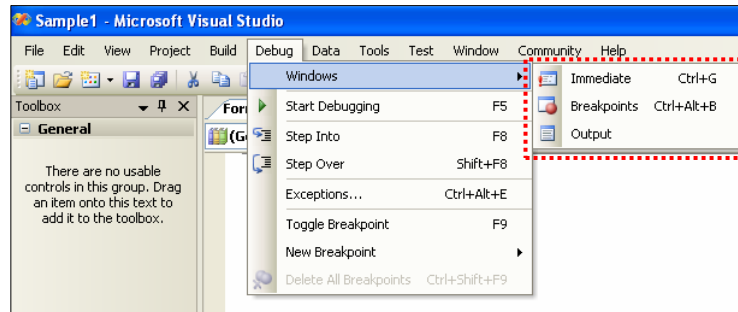 Sample1 - Microsoft Visual Studio
File Edit View Project Build Debug Data Tools Test Window Community Help
Toolbox
General
There are no usable
controls in this group. Drag
an item onto this text to
add it to the toolbox.
Windows
Start Debugging F5
Step Into F8
Step Over Shift+F8
Exceptions... Ctrl+Alt+E
Toggle Breakpoint F9
New Breakpoint
Delete All Breakpoints Ctrl+Shift+F9
Immediate Ctrl+G
Breakpoints Ctrl+Alt+B
Output